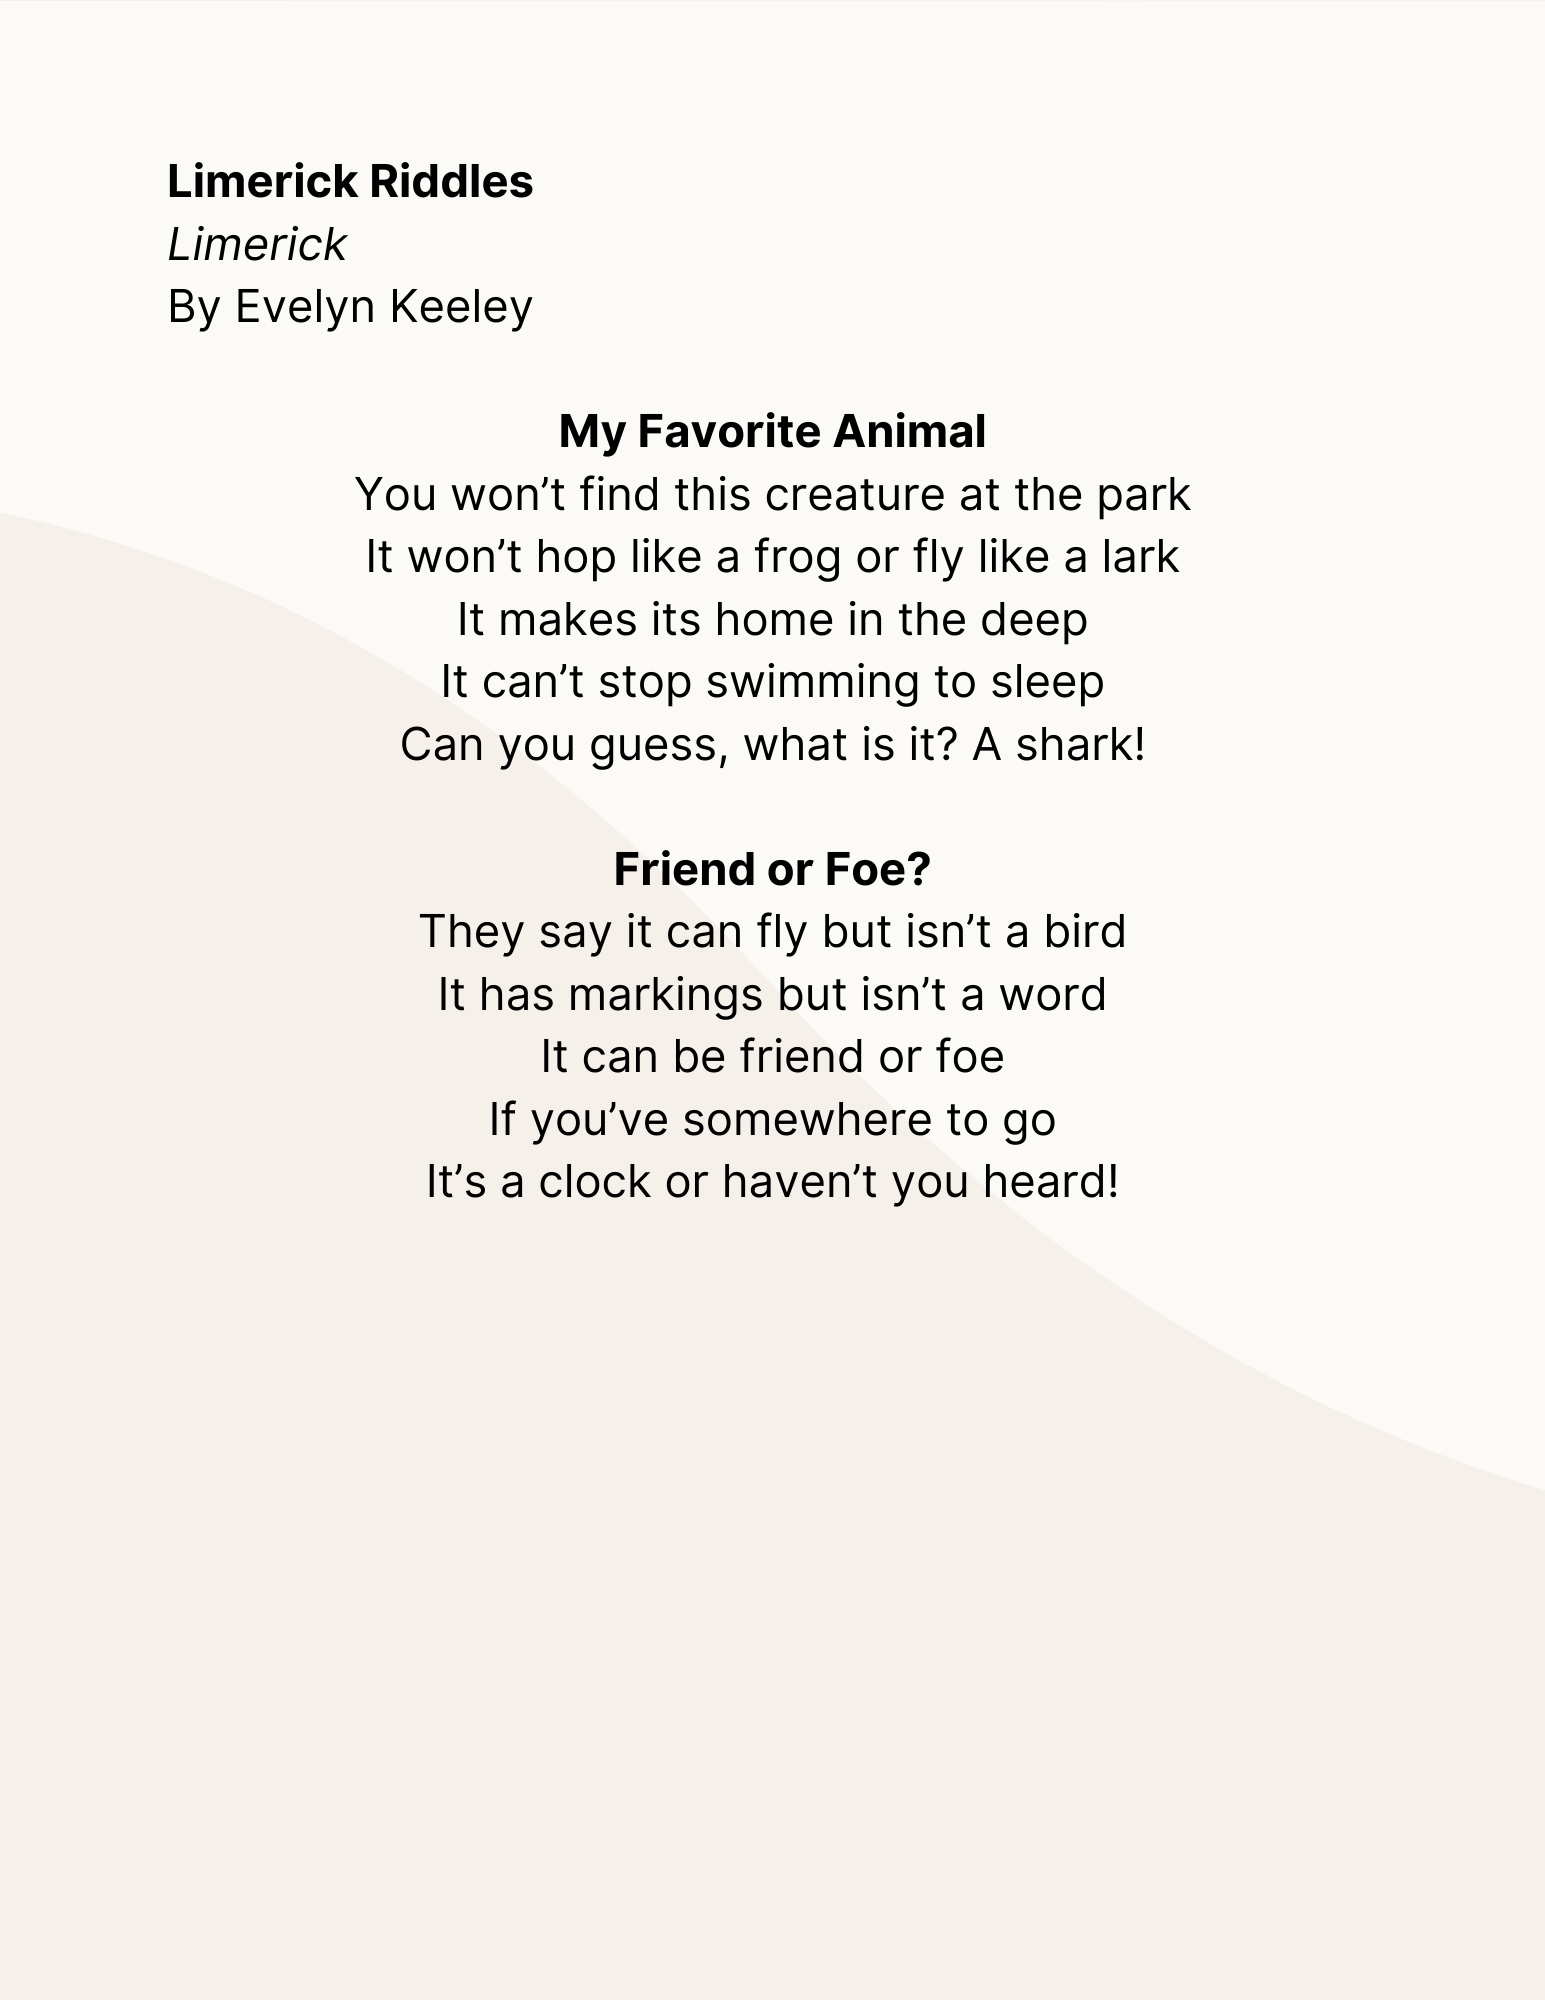 Limerick Riddles
Limerick
By Evelyn Keeley
My Favorite Animal
You won’t find this creature at the park
It won’t hop like a frog or fly like a lark
It makes its home in the deep
It can’t stop swimming to sleep
Can you guess, what is it? A shark!
Friend or Foe?
They say it can fly but isn’t a bird
It has markings but isn’t a word
It can be friend or foe
If you’ve somewhere to go
It’s a clock or haven’t you heard!